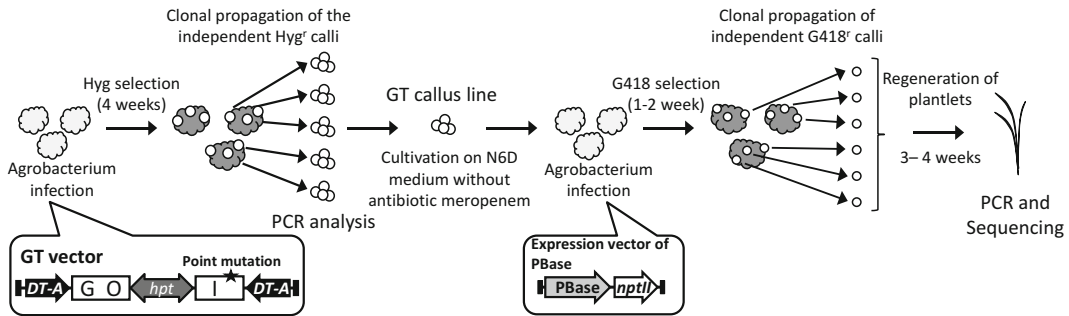 Clonal propagation of the
independent Hygʳ calli
Hyg selection
(4 weeks)
Agrobacterium
infection
PCR analysis
GT callus line
Cultivation on N6D
medium without
antibiotic meropenem
Agrobacterium
infection
G418 selection
(1-2 week)
Clonal propagation of
independent G418ʳ calli
Regeneration of
plantlets
3– 4 weeks
PCR and
Sequencing
GT vector
Point mutation
DT-A G O hpt I DT-A
Expression vector of
PBase
PBase nptII